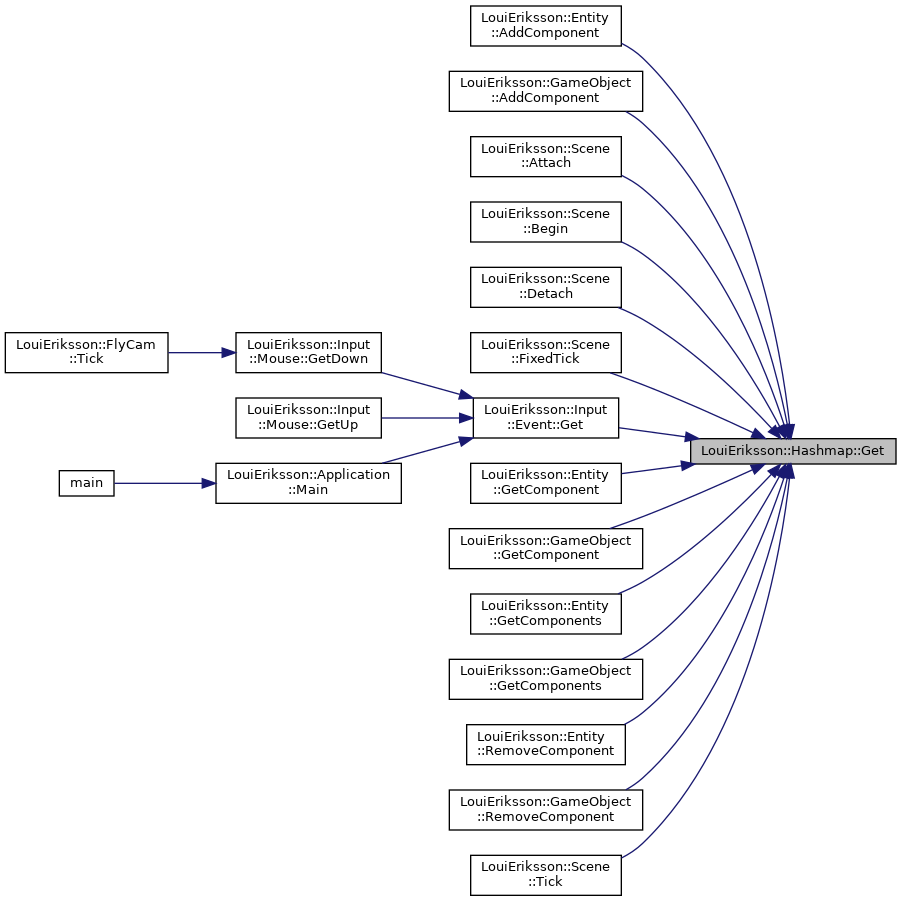 LouiEriksson::Entity
::AddComponent
LouiEriksson::GameObject
::AddComponent
LouiEriksson::Scene
::Attach
LouiEriksson::Scene
::Begin
LouiEriksson::Scene
::Detach
LouiEriksson::FlyCam
::Tick
LouiEriksson::Input
::Mouse::GetDown
LouiEriksson::Scene
::FixedTick
LouiEriksson::Input
::Mouse::GetUp
LouiEriksson::Input
::Event::Get
LouiEriksson::Hashmap::Get
main
LouiEriksson::Application
::Main
LouiEriksson::Entity
::GetComponent
LouiEriksson::GameObject
::GetComponent
LouiEriksson::Entity
::GetComponents
LouiEriksson::GameObject
::GetComponents
LouiEriksson::Entity
::RemoveComponent
LouiEriksson::GameObject
::RemoveComponent
LouiEriksson::Scene
::Tick